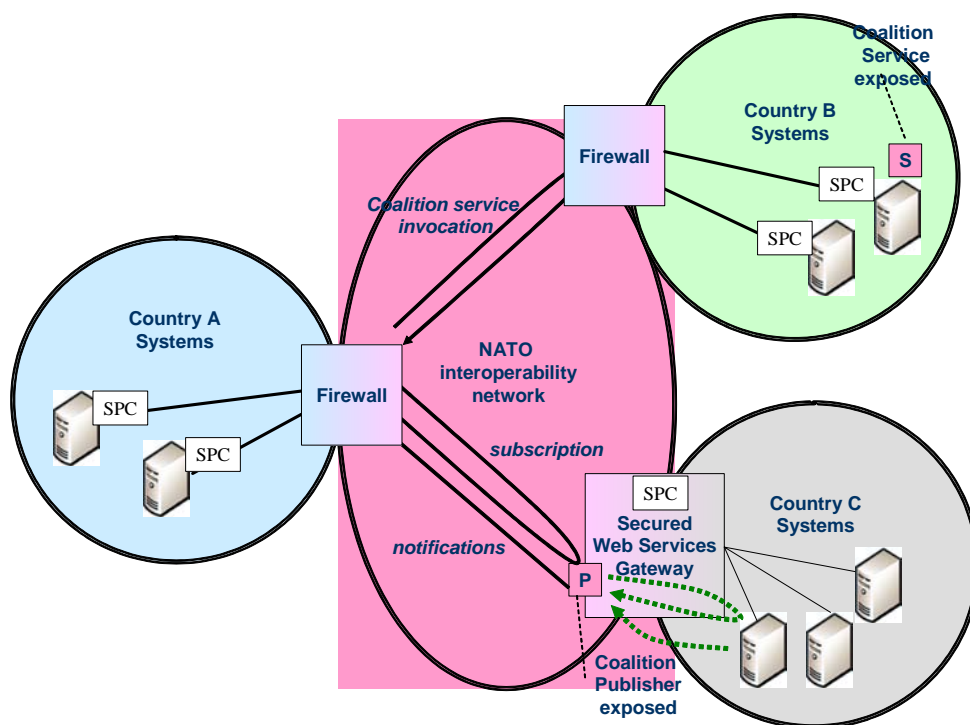 Coalition
Service
exposed
Country B
Systems
Firewall
S
SPC
SPC
Coalition service
invocation
Country A
Systems
NATO
interoperability
network
Firewall
SPC
SPC
subscription
notifications
SPC
Secured
Web Services
Gateway
P
Country C
Systems
Coalition
Publisher
exposed